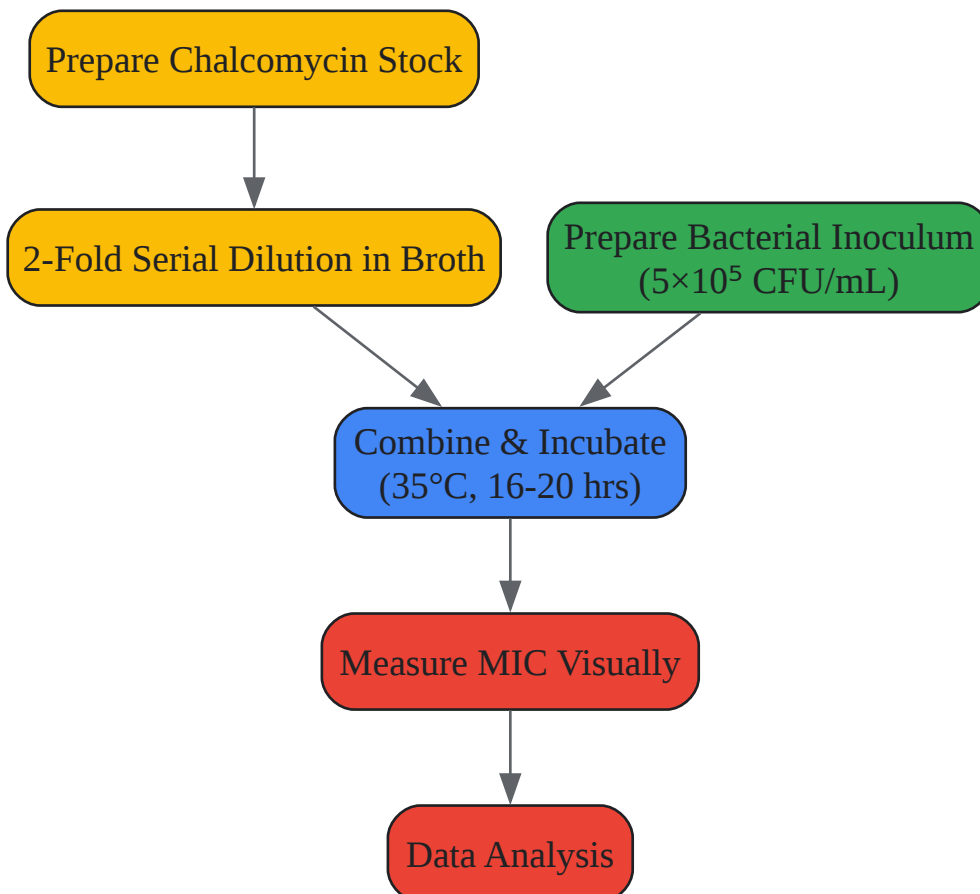 Prepare Chalcomycin Stock
2-Fold Serial Dilution in Broth
Prepare Bacterial Inoculum
(5×10⁵ CFU/mL)
Combine & Incubate
(35°C, 16-20 hrs)
Measure MIC Visually
Data Analysis